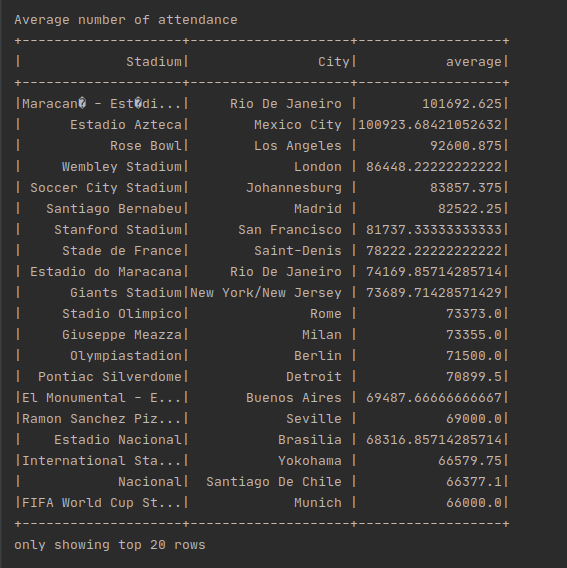 Average number of attendance
+--------------------+--------------------+------------------+
|             Stadium|                City|           average|
+--------------------+--------------------+------------------+
|Maracan� - Est�di...|     Rio De Janeiro |        101692.625|
|      Estadio Azteca|        Mexico City |100923.68421052632|
|           Rose Bowl|        Los Angeles |         92600.875|
|     Wembley Stadium|             London | 86448.22222222222|
| Soccer City Stadium|       Johannesburg |         83857.375|
|   Santiago Bernabeu|             Madrid |          82522.25|
|    Stanford Stadium|      San Francisco | 81737.33333333333|
|     Stade de France|        Saint-Denis | 78222.22222222222|
| Estadio do Maracana|     Rio De Janeiro | 74169.85714285714|
|      Giants Stadium|New York/New Jersey | 73689.71428571429|
|     Stadio Olimpico|               Rome |           73373.0|
|     Giuseppe Meazza|              Milan |           73355.0|
|      Olympiastadion|             Berlin |           71500.0|
|  Pontiac Silverdome|            Detroit |           70899.5|
|El Monumental - E...|       Buenos Aires | 69487.66666666667|
|Ramon Sanchez Piz...|            Seville |           69000.0|
|    Estadio Nacional|           Brasilia | 68316.85714285714|
|International Sta...|           Yokohama |          66579.75|
|            Nacional|  Santiago De Chile |           66377.1|
|FIFA World Cup St...|             Munich |           66000.0|
+--------------------+--------------------+------------------+
only showing top 20 rows